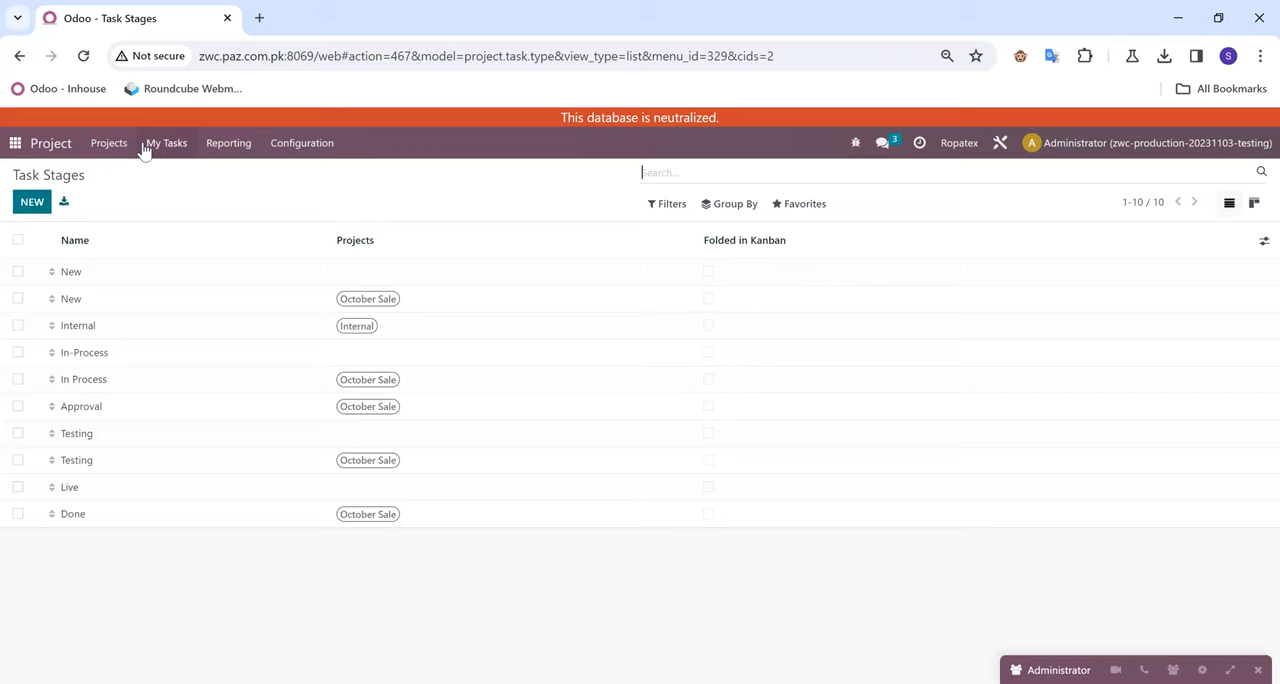 Odoo - Task Stages
Not secure
zwc.paz.com.pk:8069/web#action=467&model=project.task.type&view_type=list&menu_id=329&cids=2
S
Odoo - Inhouse
Roundcube Webm...
All Bookmarks
This database is neutralized.
Project
Projects
My Tasks
Reporting
Configuration
3
Ropatex
A
Administrator (zwc-production-20231103-testing)
Task Stages
Search...
NEW
Filters
Group By
Favorites
1-10 / 10
Name
Projects
Folded in Kanban
New
New
October Sale
Internal
Internal
In-Process
In Process
October Sale
Approval
October Sale
Testing
Testing
October Sale
Live
Done
October Sale
Administrator